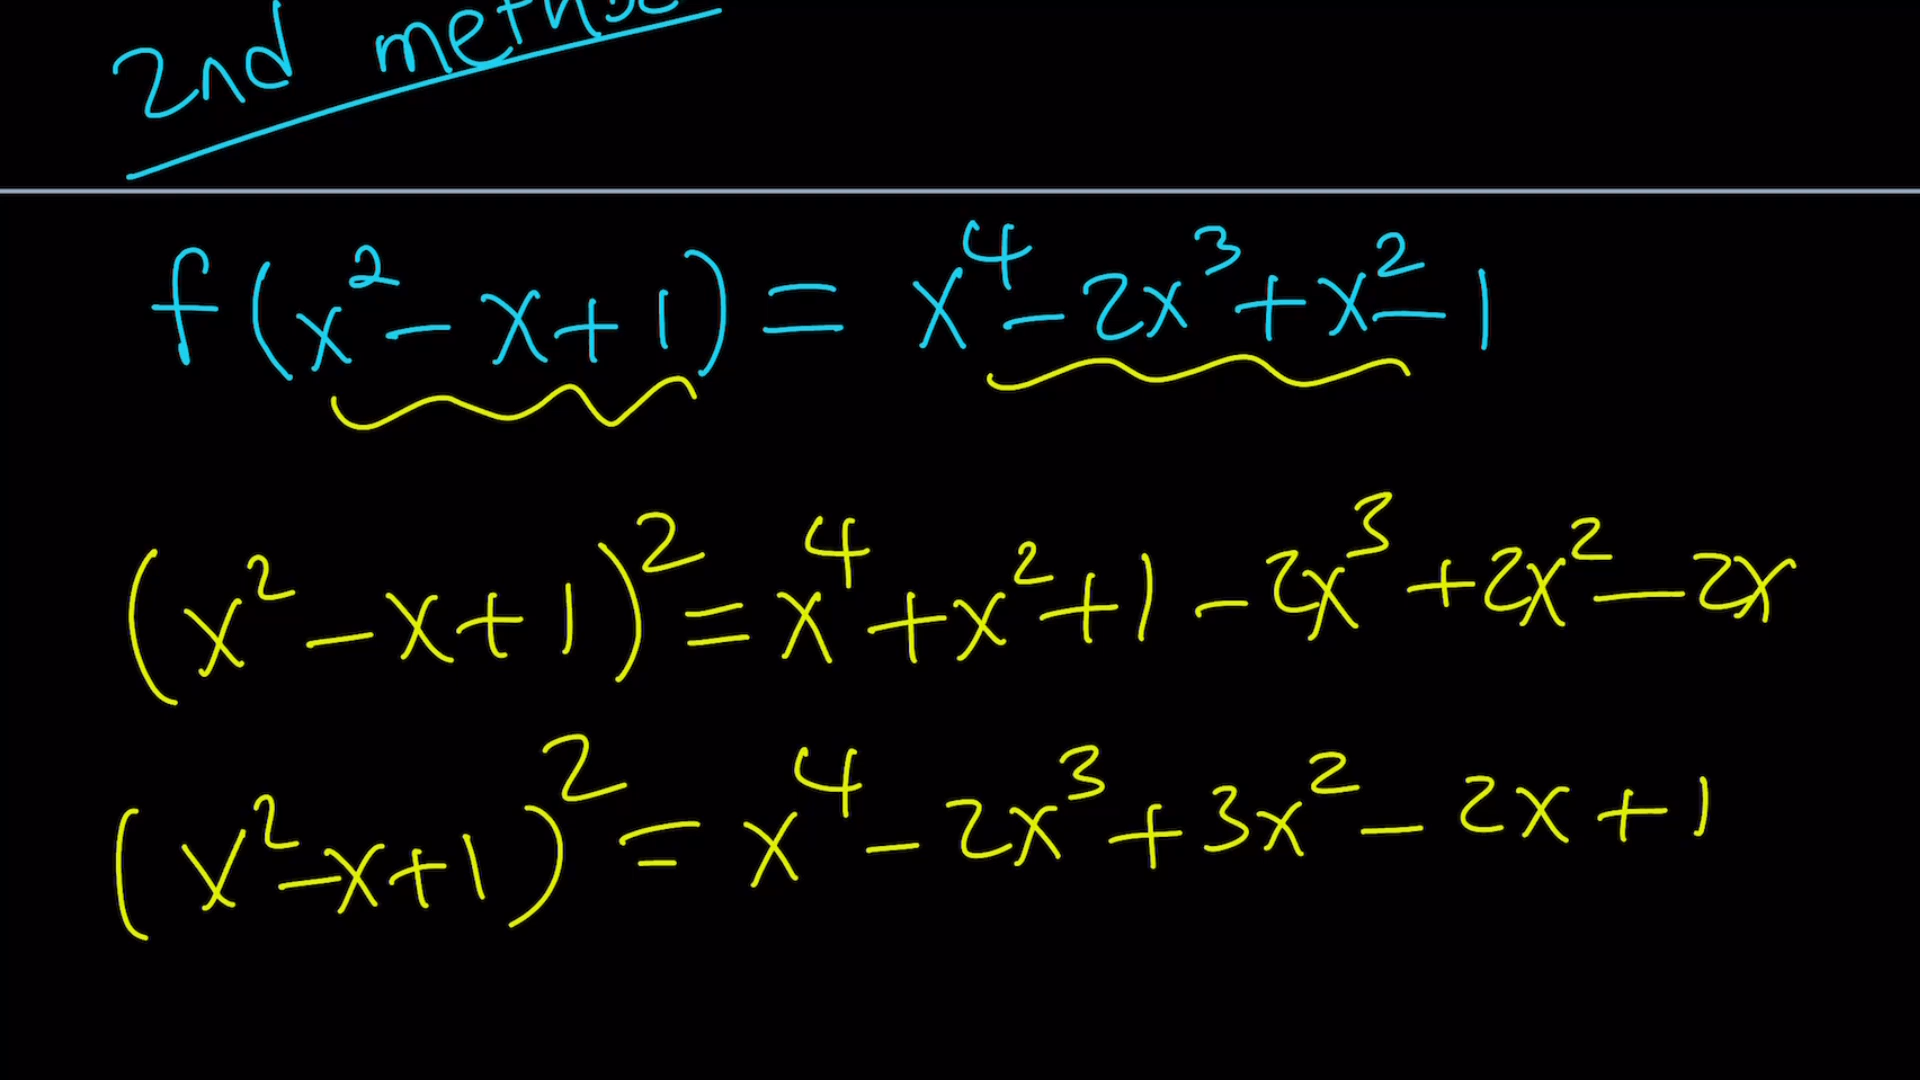 2nd method
f(x² - x + 1) = x⁴ - 2x³ + x² - 1
(x² - x + 1)² = x⁴ + x² + 1 - 2x³ + 2x² - 2x
(x² - x + 1)² = x⁴ - 2x³ + 3x² - 2x + 1